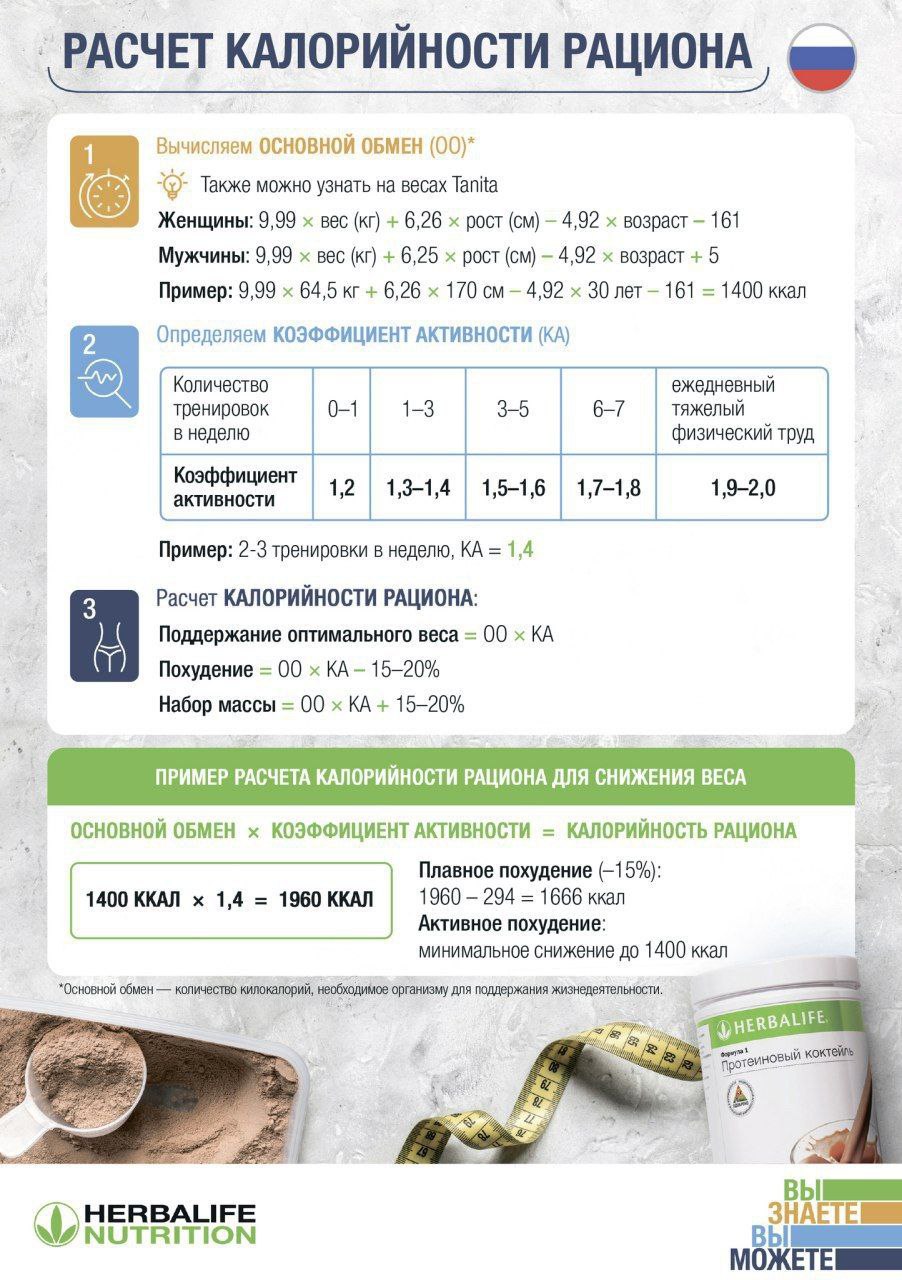 РАСЧЕТ КАЛОРИЙНОСТИ РАЦИОНА
1
Вычисляем ОСНОВНОЙ ОБМЕН (ОО)*
Также можно узнать на весах Tanita
Женщины: 9,99 × вес (кг) + 6,26 × рост (см) – 4,92 × возраст – 161
Мужчины: 9,99 × вес (кг) + 6,25 × рост (см) – 4,92 × возраст + 5
Пример: 9,99 × 64,5 кг + 6,26 × 170 см – 4,92 × 30 лет – 161 = 1400 ккал
2
Определяем КОЭФФИЦИЕНТ АКТИВНОСТИ (КА)
Количество тренировок в неделю 0–1 1–3 3–5 6–7 ежедневный тяжелый физический труд
Коэффициент активности 1,2 1,3–1,4 1,5–1,6 1,7–1,8 1,9–2,0
Пример: 2-3 тренировки в неделю, КА = 1,4
3
Расчет КАЛОРИЙНОСТИ РАЦИОНА:
Поддержание оптимального веса = ОО × КА
Похудение = ОО × КА – 15–20%
Набор массы = ОО × КА + 15–20%
ПРИМЕР РАСЧЕТА КАЛОРИЙНОСТИ РАЦИОНА ДЛЯ СНИЖЕНИЯ ВЕСА
ОСНОВНОЙ ОБМЕН × КОЭФФИЦИЕНТ АКТИВНОСТИ = КАЛОРИЙНОСТЬ РАЦИОНА
1400 ККАЛ × 1,4 = 1960 ККАЛ
Плавное похудение (–15%):
1960 – 294 = 1666 ккал
Активное похудение:
минимальное снижение до 1400 ккал
*Основной обмен — количество килокалорий, необходимое организму для поддержания жизнедеятельности.
HERBALIFE
Формула 1
Протеиновый коктейль
HERBALIFE
NUTRITION
ВЫ
ЗНАЕТЕ
ВЫ
МОЖЕТЕ